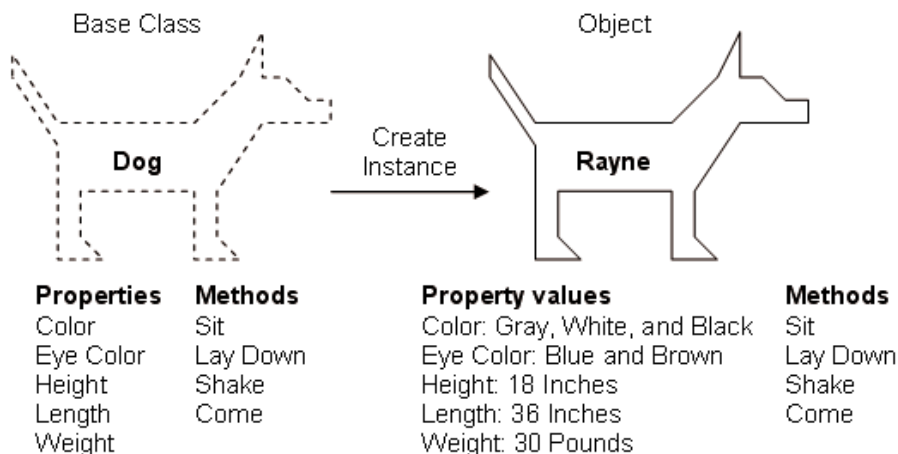 Base Class
Object
Create
Instance
Dog
Rayne
Properties Methods
Color Sit
Eye Color Lay Down
Height Shake
Length Come
Weight
Property values Methods
Color: Gray, White, and Black Sit
Eye Color: Blue and Brown Lay Down
Height: 18 Inches Shake
Length: 36 Inches Come
Weight: 30 Pounds